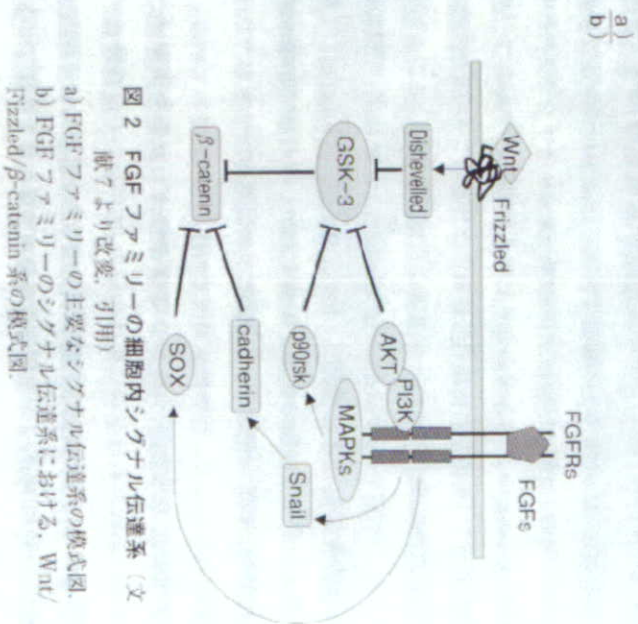 a)
b)
Wnt
Frizzled
FGFRs
FGFs
Dishevelled
GSK-3
β-catenin
PI3K
AKT
MAPKs
p90rsk
Snail
cadherin
SOX
図 2 FGF ファミリーの細胞内シグナル伝達系（文
献 7 より改変，引用）
a) FGF ファミリーの主要なシグナル伝達系の模式図.
b) FGF ファミリーのシグナル伝達系における，Wnt/
Fizzled/β-catenin 系の模式図.